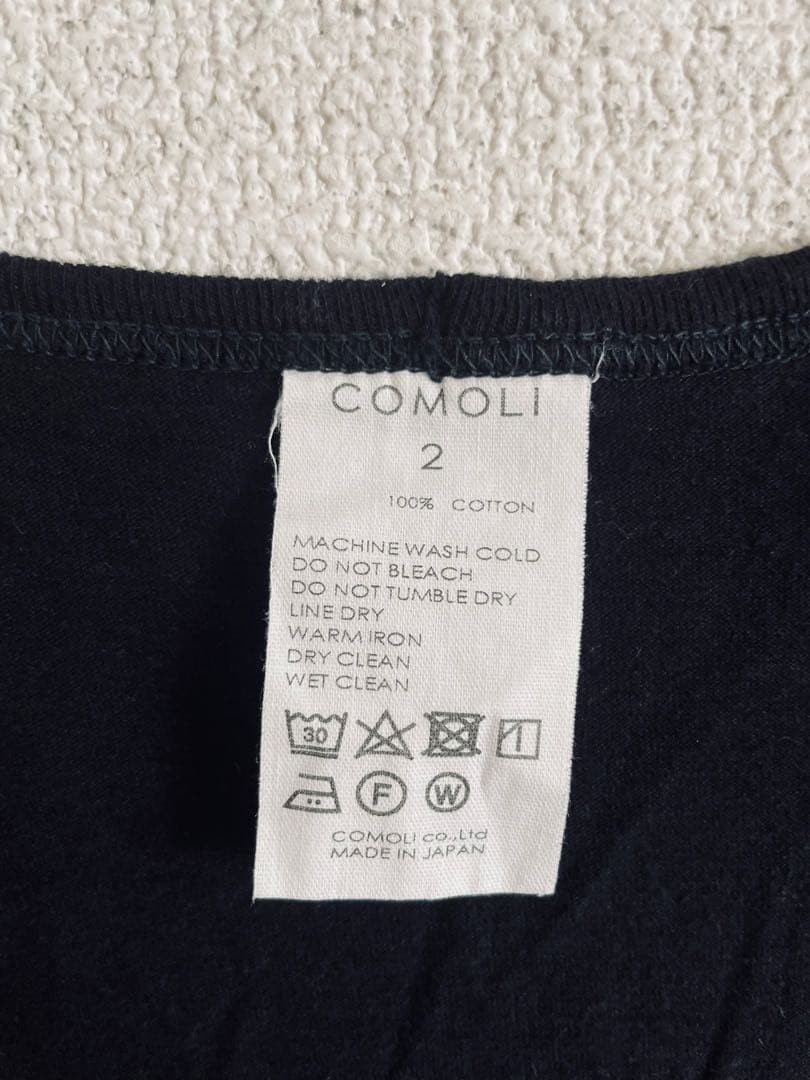 COMOLI
2
100% COTTON
MACHINE WASH COLD
DO NOT BLEACH
DO NOT TUMBLE DRY
LINE DRY
WARM IRON
DRY CLEAN
WET CLEAN
30
F W
COMOLI co.,Ltd
MADE IN JAPAN